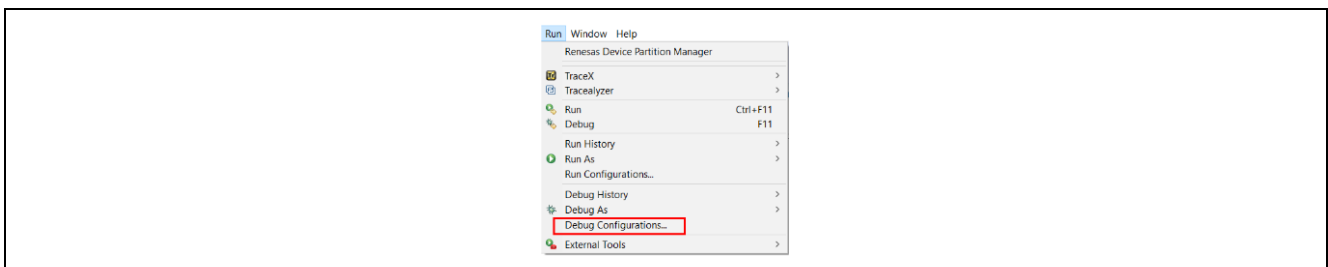 Run Window Help
Renesas Device Partition Manager
TraceX >
Tracealyzer >
Run Ctrl+F11
Debug F11
Run History >
Run As >
Run Configurations...
Debug History >
Debug As >
Debug Configurations...
External Tools >